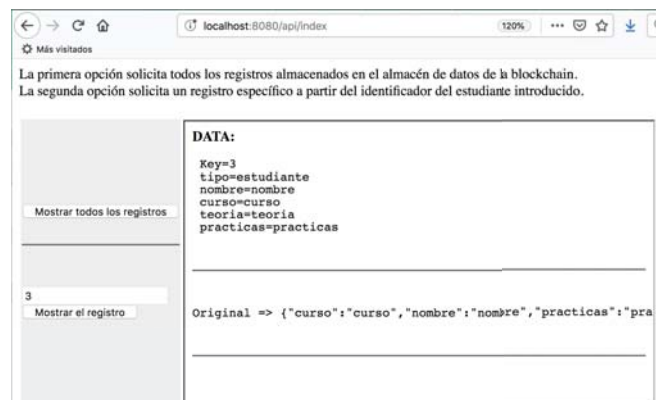 localhost:8080/api/index
120%
Más visitados
La primera opción solicita todos los registros almacenados en el almacén de datos de la blockchain.
La segunda opción solicita un registro específico a partir del identificador del estudiante introducido.
DATA:
Key=3
tipo=estudiante
nombre=nombre
curso=curso
teoria=teoria
practicas=practicas
Mostrar todos los registros
3
Mostrar el registro
Original => {"curso":"curso","nombre":"nombre","practicas":"pra